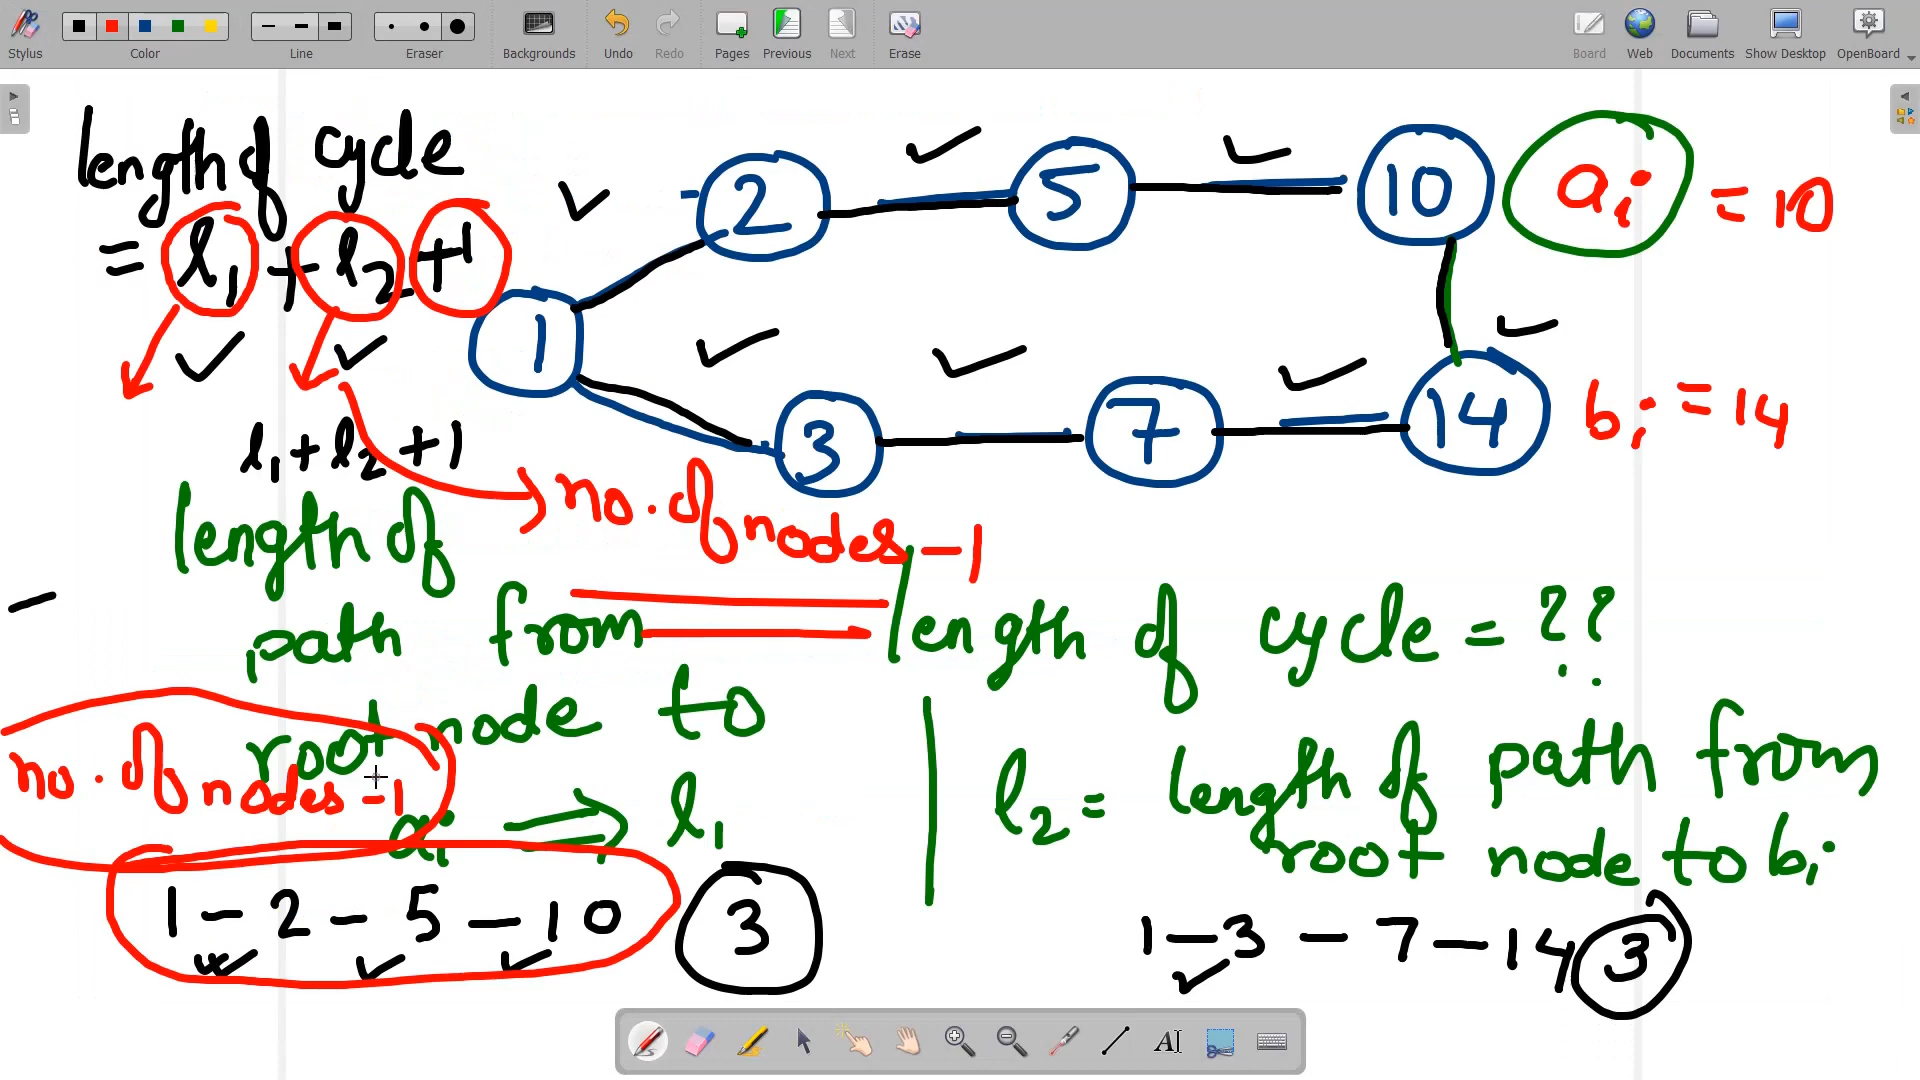 Stylus
Color
Line
Eraser
Backgrounds
Undo
Redo
Pages
Previous
Next
Erase
Board
Web
Documents
Show Desktop
OpenBoard
length of cycle
= l1 + l2 + 1
l1 + l2 + 1
1
2
5
10
3
7
14
ai = 10
bi = 14
no. of nodes - 1
length of
path from
root node to
ai ⇒ l1
no. of nodes - 1
1 - 2 - 5 - 10
3
length of cycle = ??
l2 = length of path from
root node to bi
1 - 3 - 7 - 14
3
AI